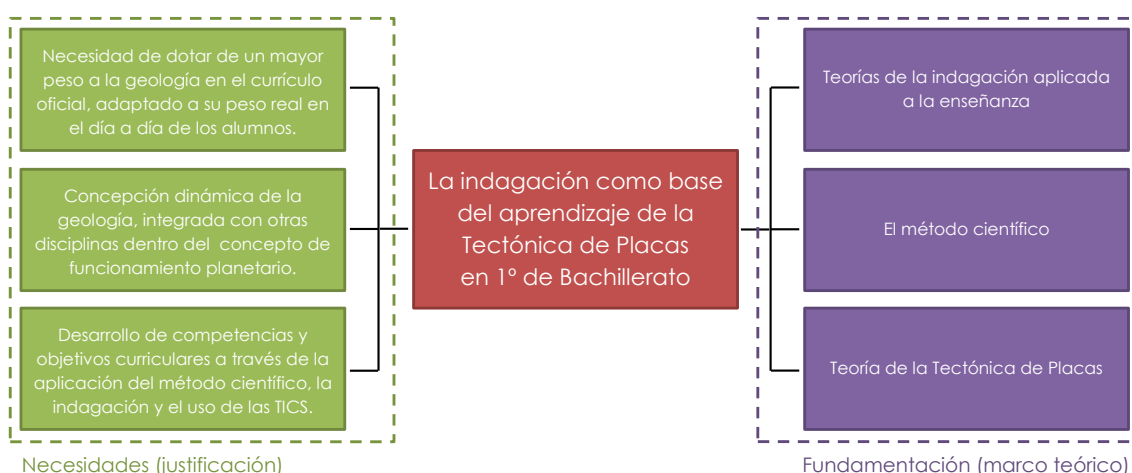 Necesidad de dotar de un mayor
peso a la geología en el currículo
oficial, adaptado a su peso real en
el día a día de los alumnos.
Concepción dinámica de la
geología, integrada con otras
disciplinas dentro del concepto de
funcionamiento planetario.
Desarrollo de competencias y
objetivos curriculares a través de la
aplicación del método científico, la
indagación y el uso de las TICS.
Necesidades (justificación)
La indagación como base
del aprendizaje de la
Tectónica de Placas
en 1º de Bachillerato
Teorías de la indagación aplicada
a la enseñanza
El método científico
Teoría de la Tectónica de Placas
Fundamentación (marco teórico)